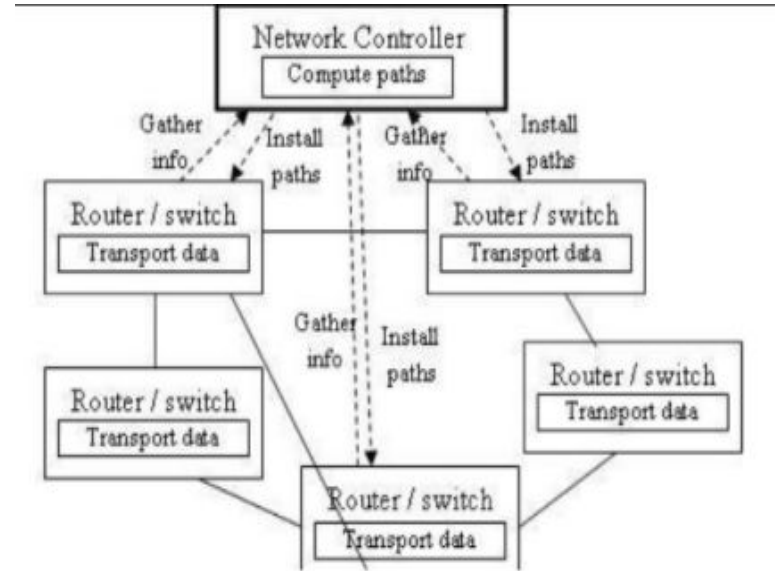 Network Controller
Compute paths
Gather
info
Install
paths
Gather
info
Install
paths
Router / switch
Transport data
Router / switch
Transport data
Gather
info
Install
paths
Router / switch
Transport data
Router / switch
Transport data
Router / switch
Transport data